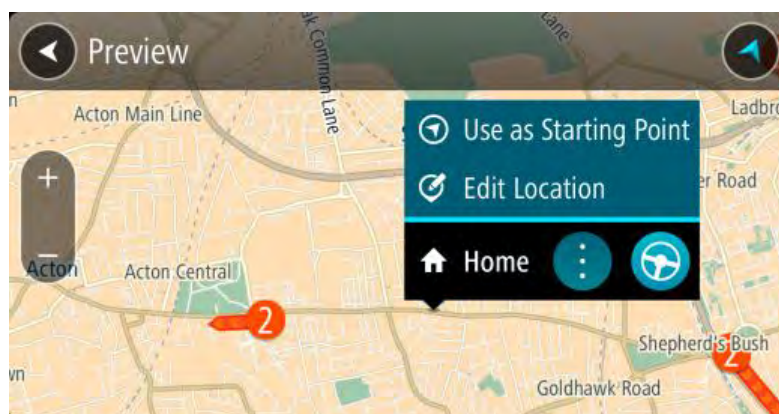 Preview
Common Lane
Lane
Acton Main Line
Use as Starting Point
Edit Location
Road
+
−
Acton
Acton Central
Home
2
Shepherd's Bush
2
Goldhawk Road